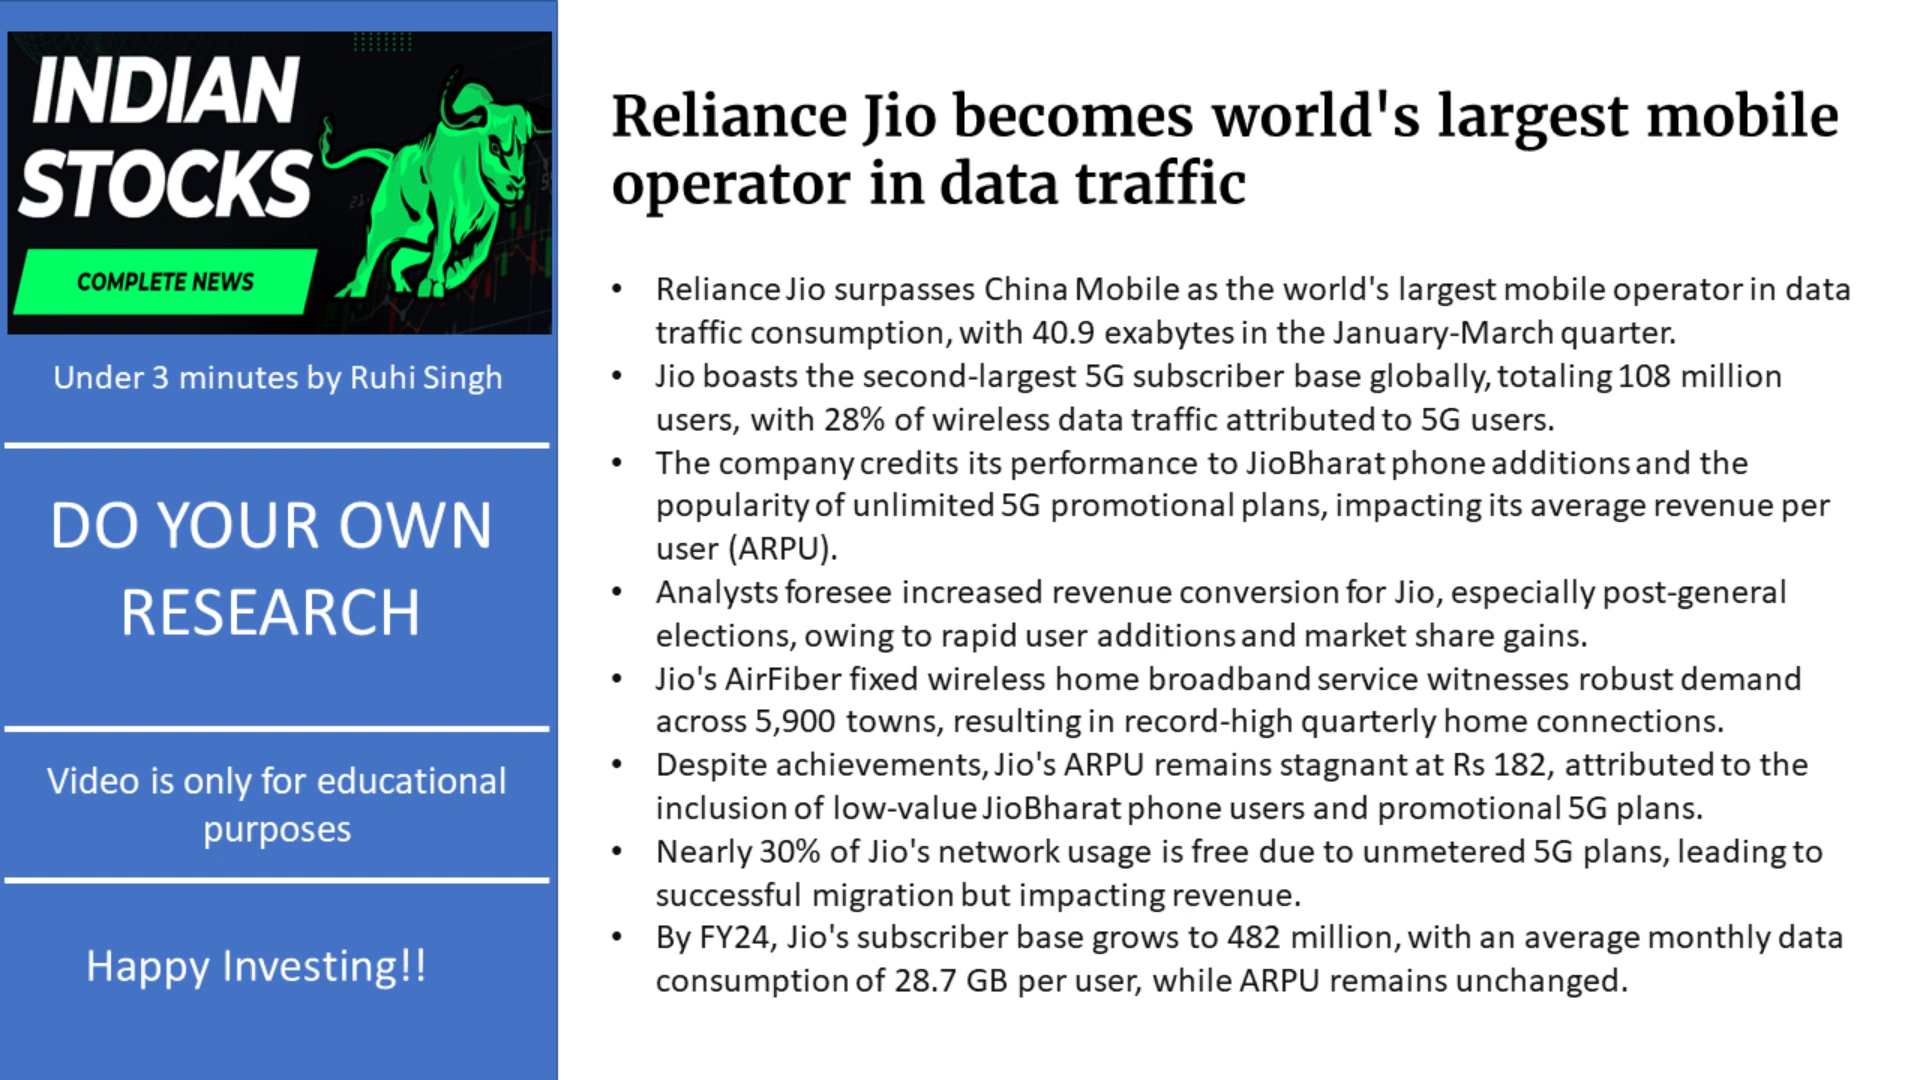 INDIAN
STOCKS
COMPLETE NEWS
Under 3 minutes by Ruhi Singh
DO YOUR OWN
RESEARCH
Video is only for educational
purposes
Happy Investing!!
Reliance Jio becomes world's largest mobile
operator in data traffic
• Reliance Jio surpasses China Mobile as the world's largest mobile operator in data
traffic consumption, with 40.9 exabytes in the January-March quarter.
• Jio boasts the second-largest 5G subscriber base globally, totaling 108 million
users, with 28% of wireless data traffic attributed to 5G users.
• The company credits its performance to JioBharat phone additions and the
popularity of unlimited 5G promotional plans, impacting its average revenue per
user (ARPU).
• Analysts foresee increased revenue conversion for Jio, especially post-general
elections, owing to rapid user additions and market share gains.
• Jio's AirFiber fixed wireless home broadband service witnesses robust demand
across 5,900 towns, resulting in record-high quarterly home connections.
• Despite achievements, Jio's ARPU remains stagnant at Rs 182, attributed to the
inclusion of low-value JioBharat phone users and promotional 5G plans.
• Nearly 30% of Jio's network usage is free due to unmetered 5G plans, leading to
successful migration but impacting revenue.
• By FY24, Jio's subscriber base grows to 482 million, with an average monthly data
consumption of 28.7 GB per user, while ARPU remains unchanged.